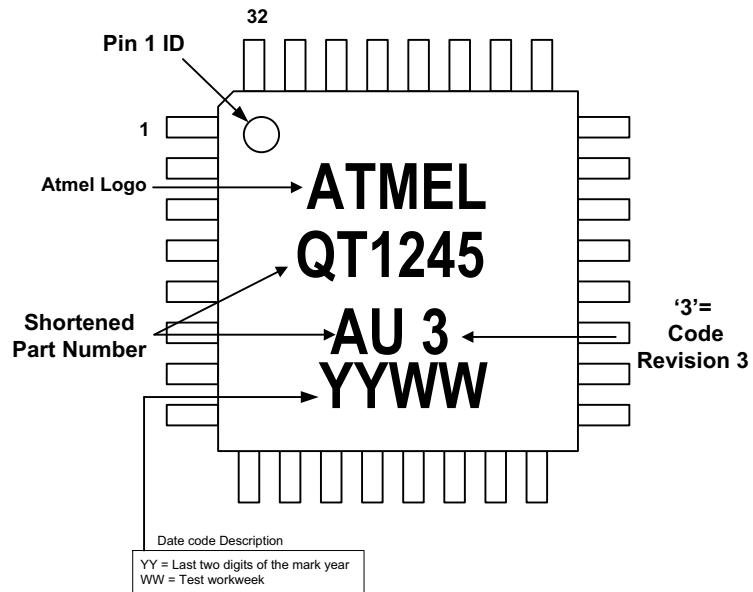 32
Pin 1 ID
1
Atmel Logo
ATMEL
QT1245
Shortened
Part Number
AU 3
‘3’=
Code
Revision 3
YYWW
Date code Description
YY = Last two digits of the mark year
WW = Test workweek